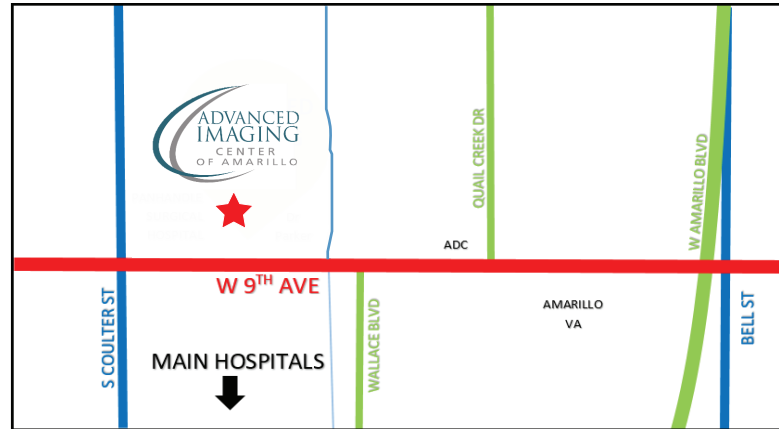 ADVANCED
IMAGING
CENTER
OF AMARILLO
QUAIL CREEK DR
W AMARILLO BLVD
ADC
W 9TH AVE
AMARILLO
VA
S COULTER ST
WALLACE BLVD
BELL ST
MAIN HOSPITALS